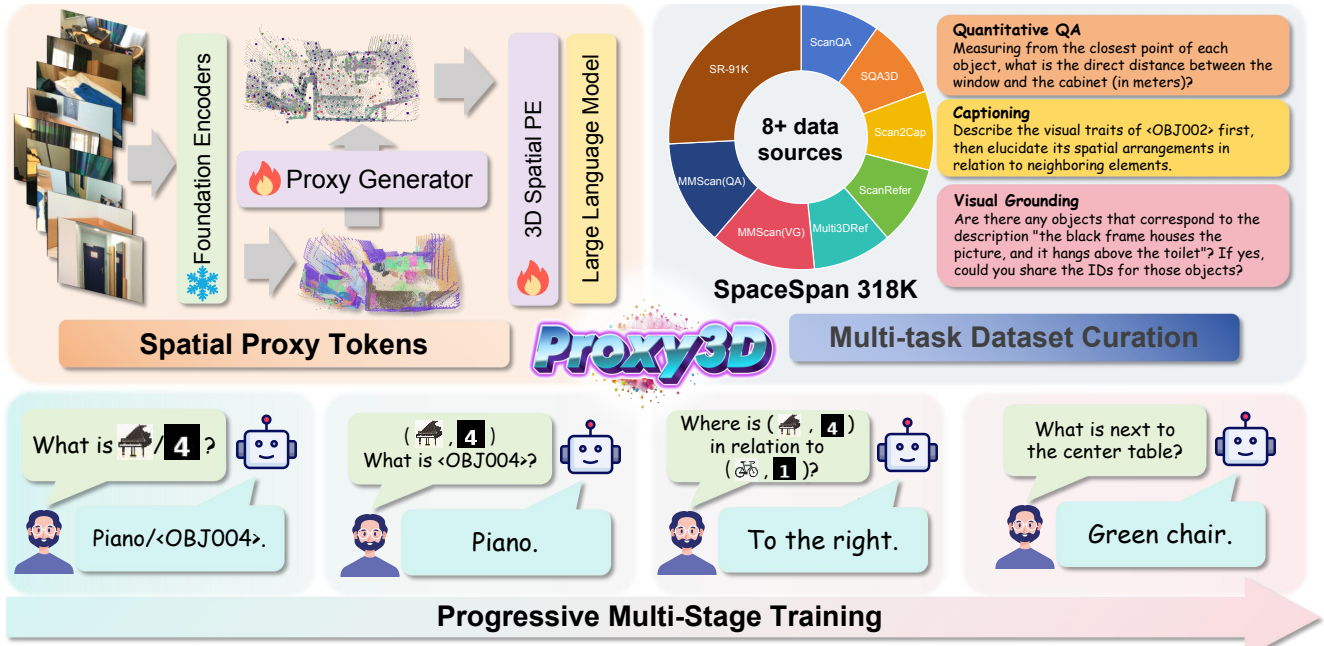 Foundation Encoders
Proxy Generator
3D Spatial PE
Large Language Model
Spatial Proxy Tokens
ScanQA
SQA3D
Scan2Cap
ScanRefer
Multi3DRef
MMScan(VG)
MMScan(QA)
SR-91K
8+ data
sources
SpaceSpan 318K
Quantitative QA
Measuring from the closest point of each
object, what is the direct distance between the
window and the cabinet (in meters)?
Captioning
Describe the visual traits of <OBJ002> first,
then elucidate its spatial arrangements in
relation to neighboring elements.
Visual Grounding
Are there any objects that correspond to the
description "the black frame houses the
picture, and it hangs above the toilet"? If yes,
could you share the IDs for those objects?
Multi-task Dataset Curation
Proxy3D
What is / 4 ?
Piano/<OBJ004>.
( , 4 )
What is <OBJ004>?
Piano.
Where is ( , 4 )
in relation to
( , 1 )?
To the right.
What is next to
the center table?
Green chair.
Progressive Multi-Stage Training